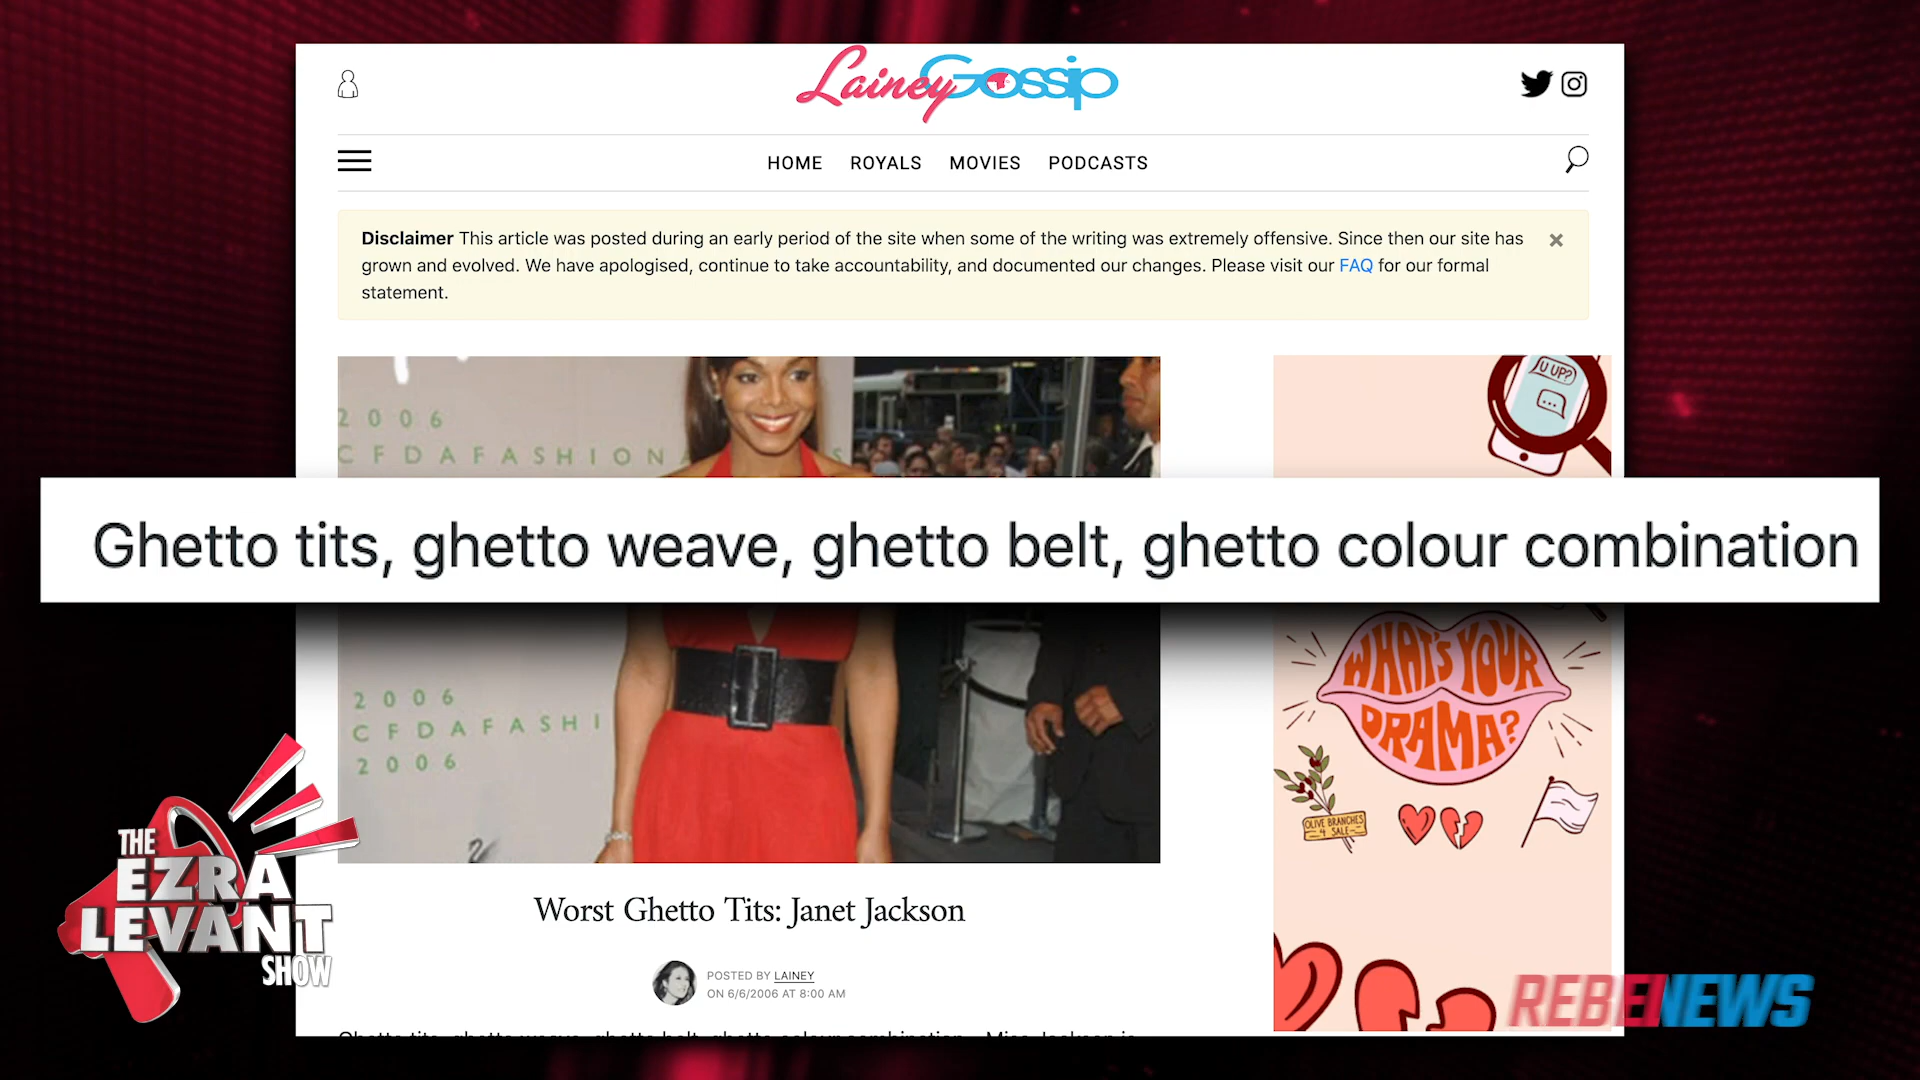 Lainey Gossip
HOME ROYALS MOVIES PODCASTS
Disclaimer This article was posted during an early period of the site when some of the writing was extremely offensive. Since then our site has
grown and evolved. We have apologised, continue to take accountability, and documented our changes. Please visit our FAQ for our formal
statement.
2006
CFDAFASHIONA
S
U UP?
...
Ghetto tits, ghetto weave, ghetto belt, ghetto colour combination
2006
CFDAFASHI
2006
WHAT'S YOUR
DRAMA?
OLIVE BRANCHES
4 SALE
THE
EZRA
LEVANT
SHOW
Worst Ghetto Tits: Janet Jackson
POSTED BY LAINEY
ON 6/6/2006 AT 8:00 AM
REBEL NEWS